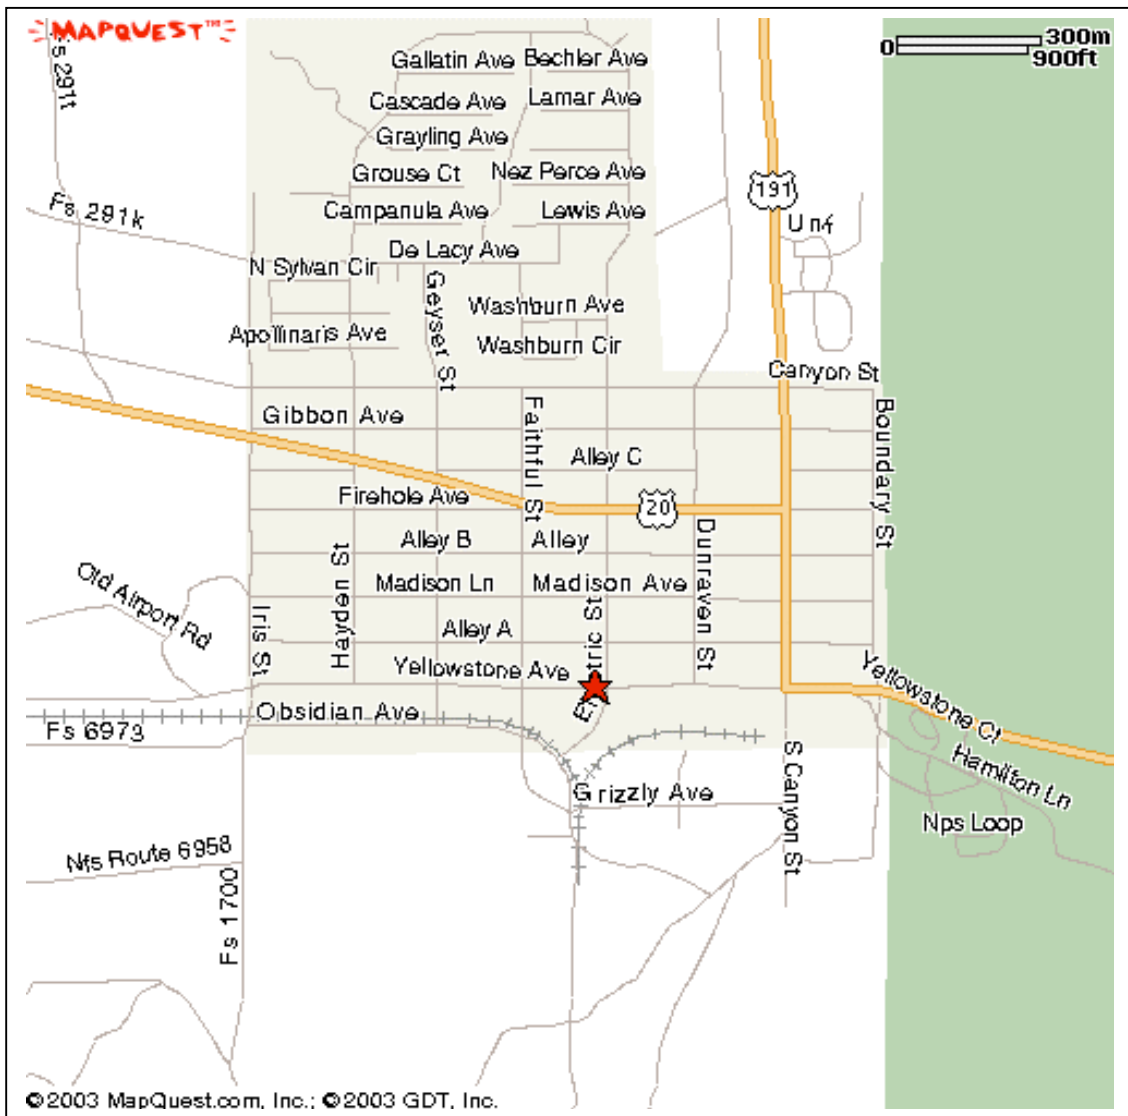 MAPQUEST™
0
300m
900ft
Fs 291t
Gallatin Ave
Bechler Ave
Cascade Ave
Lamar Ave
Grayling Ave
Grouse Ct
Nez Perce Ave
191
Fs 291k
Campanula Ave
Lewis Ave
Un4
De Lacy Ave
N Sylvan Cir
Geyset St
Washburn Ave
Apollinaris Ave
Washburn Cir
Canyon St
Gibbon Ave
Faithful St
Boundary St
Alley C
Firehole Ave
20
Alley B
Alley
Dunraven St
Hayden St
Old Airport Rd
Madison Ln
Madison Ave
Iris St
Alley A
Yellowstone Ave
Yellowstone Ct
Obsidian Ave
Fs 6973
Hamilton Ln
S Canyon St
Grizzly Ave
Nps Loop
Nfs Route 6958
Fs 1700
©2003 MapQuest.com, Inc.; ©2003 GDT, Inc.